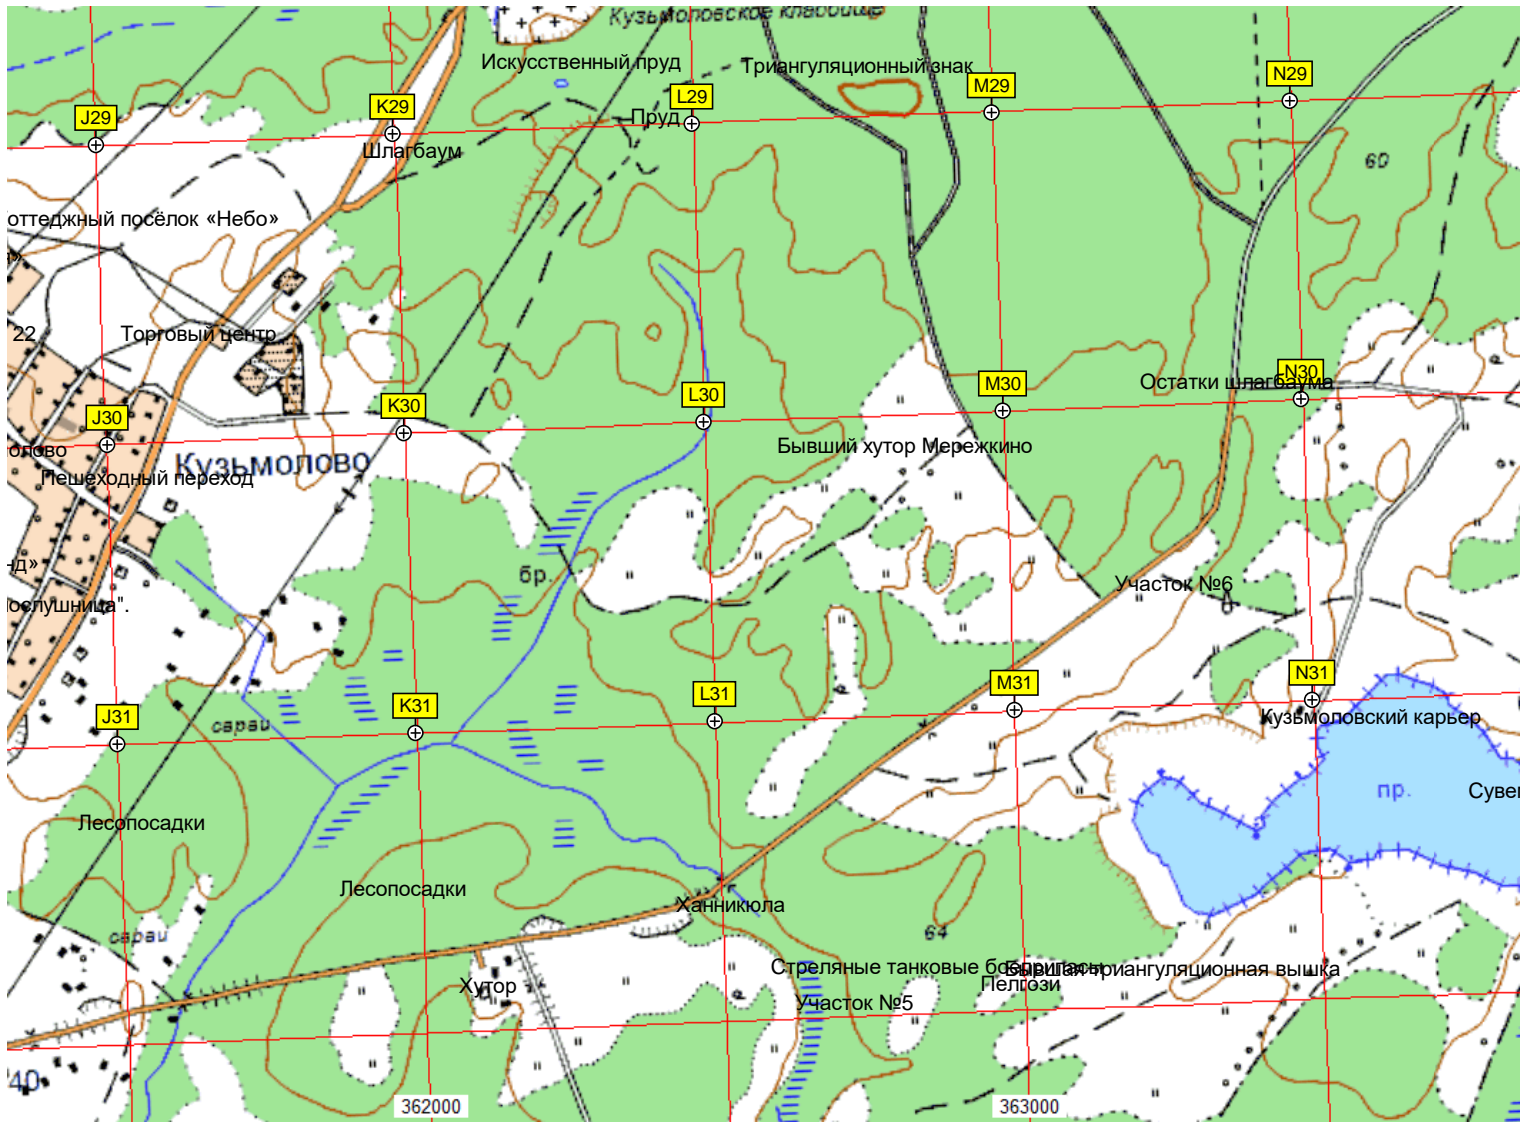 Кузьмоловское кладбище
Искусственный пруд
Триангуляционный знак
J29
K29
L29
M29
N29
Пруд
Шлагбаум
60
оттеджный посёлок «Небо»
22
Торговый центр
Остатки шлагбаума
J30
K30
L30
M30
N30
олово
Кузьмолово
Пешеходный переход
Бывший хутор Мережкино
нд»
бр.
Участок №6
ослушница".
J31
K31
L31
M31
N31
сараи
Кузьмоловский карьер
пр.
Суве
Лесопосадки
Лесопосадки
Ханникюла
сараи
64
Стреляные танковые боеприпасы
Бывшая триангуляционная вышка
Хутор
Пелгози
Участок №5
40
362000
363000